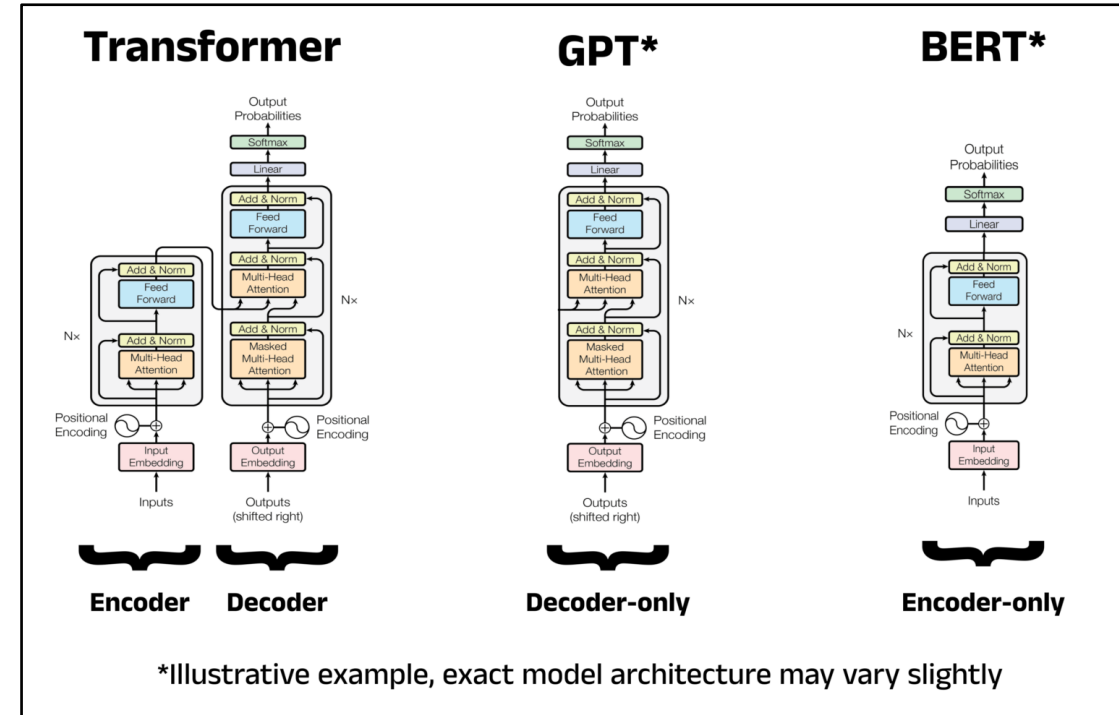 Transformer
GPT*
BERT*
Output
Probabilities
Softmax
Linear
Add & Norm
Feed
Forward
Add & Norm
Multi-Head
Attention
Add & Norm
Masked
Multi-Head
Attention
Nx
Add & Norm
Feed
Forward
Add & Norm
Multi-Head
Attention
Nx
Positional
Encoding
Input
Embedding
Inputs
Positional
Encoding
Output
Embedding
Outputs
(shifted right)
Encoder
Decoder
Output
Probabilities
Softmax
Linear
Add & Norm
Feed
Forward
Add & Norm
Multi-Head
Attention
Add & Norm
Masked
Multi-Head
Attention
Nx
Positional
Encoding
Output
Embedding
Outputs
(shifted right)
Decoder-only
Output
Probabilities
Softmax
Linear
Add & Norm
Feed
Forward
Add & Norm
Multi-Head
Attention
Nx
Positional
Encoding
Input
Embedding
Inputs
Encoder-only
*Illustrative example, exact model architecture may vary slightly